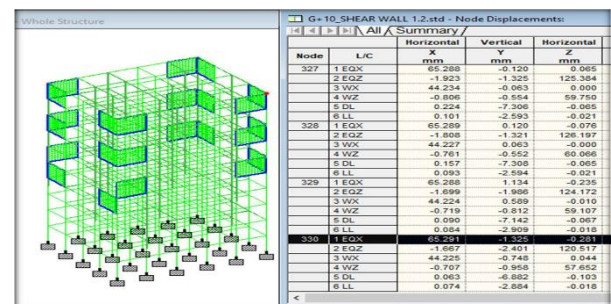 Whole Structure
G+10_SHEAR WALL 1.2.std - Node Displacements:
All Summary
Horizontal Vertical Horizontal
Node L/C X mm Y mm Z mm
327 1 EQX 65.288 -0.120 0.065
2 EQZ -1.923 -1.325 125.384
3 WX 44.234 -0.063 0.000
4 WZ -0.806 -0.554 59.750
5 DL 0.224 -7.306 -0.065
6 LL 0.101 -2.593 -0.021
328 1 EQX 65.289 0.120 -0.076
2 EQZ -1.808 -1.321 126.197
3 WX 44.227 0.063 -0.000
4 WZ -0.761 -0.552 60.066
5 DL 0.157 -7.308 -0.065
6 LL 0.093 -2.594 -0.021
329 1 EQX 65.288 1.134 -0.235
2 EQZ -1.699 -1.986 124.172
3 WX 44.224 0.589 -0.010
4 WZ -0.719 -0.812 59.107
5 DL 0.090 -7.142 -0.067
6 LL 0.084 -2.909 -0.018
330 1 EQX 65.291 -1.325 -0.281
2 EQZ -1.667 -2.401 120.517
3 WX 44.225 -0.748 0.044
4 WZ -0.707 -0.958 57.652
5 DL 0.063 -6.882 -0.103
6 LL 0.074 -2.884 -0.018